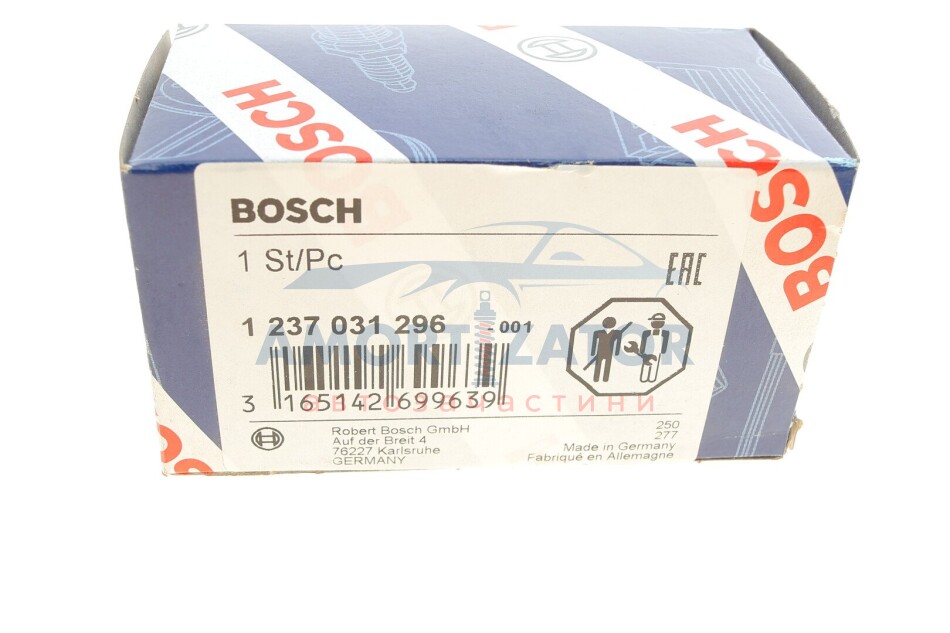 BOSCH
BOSCH
BOSCH
BOSCH
BOSCH
1 St/Pc
EAC
1 237 031 296 - 001
AMORTIZATOR
3 165142 699639
автозапчастини
Robert Bosch GmbH
Auf der Breit 4
76227 Karlsruhe
GERMANY
250
277
Made in Germany
Fabriqué en Allemagne